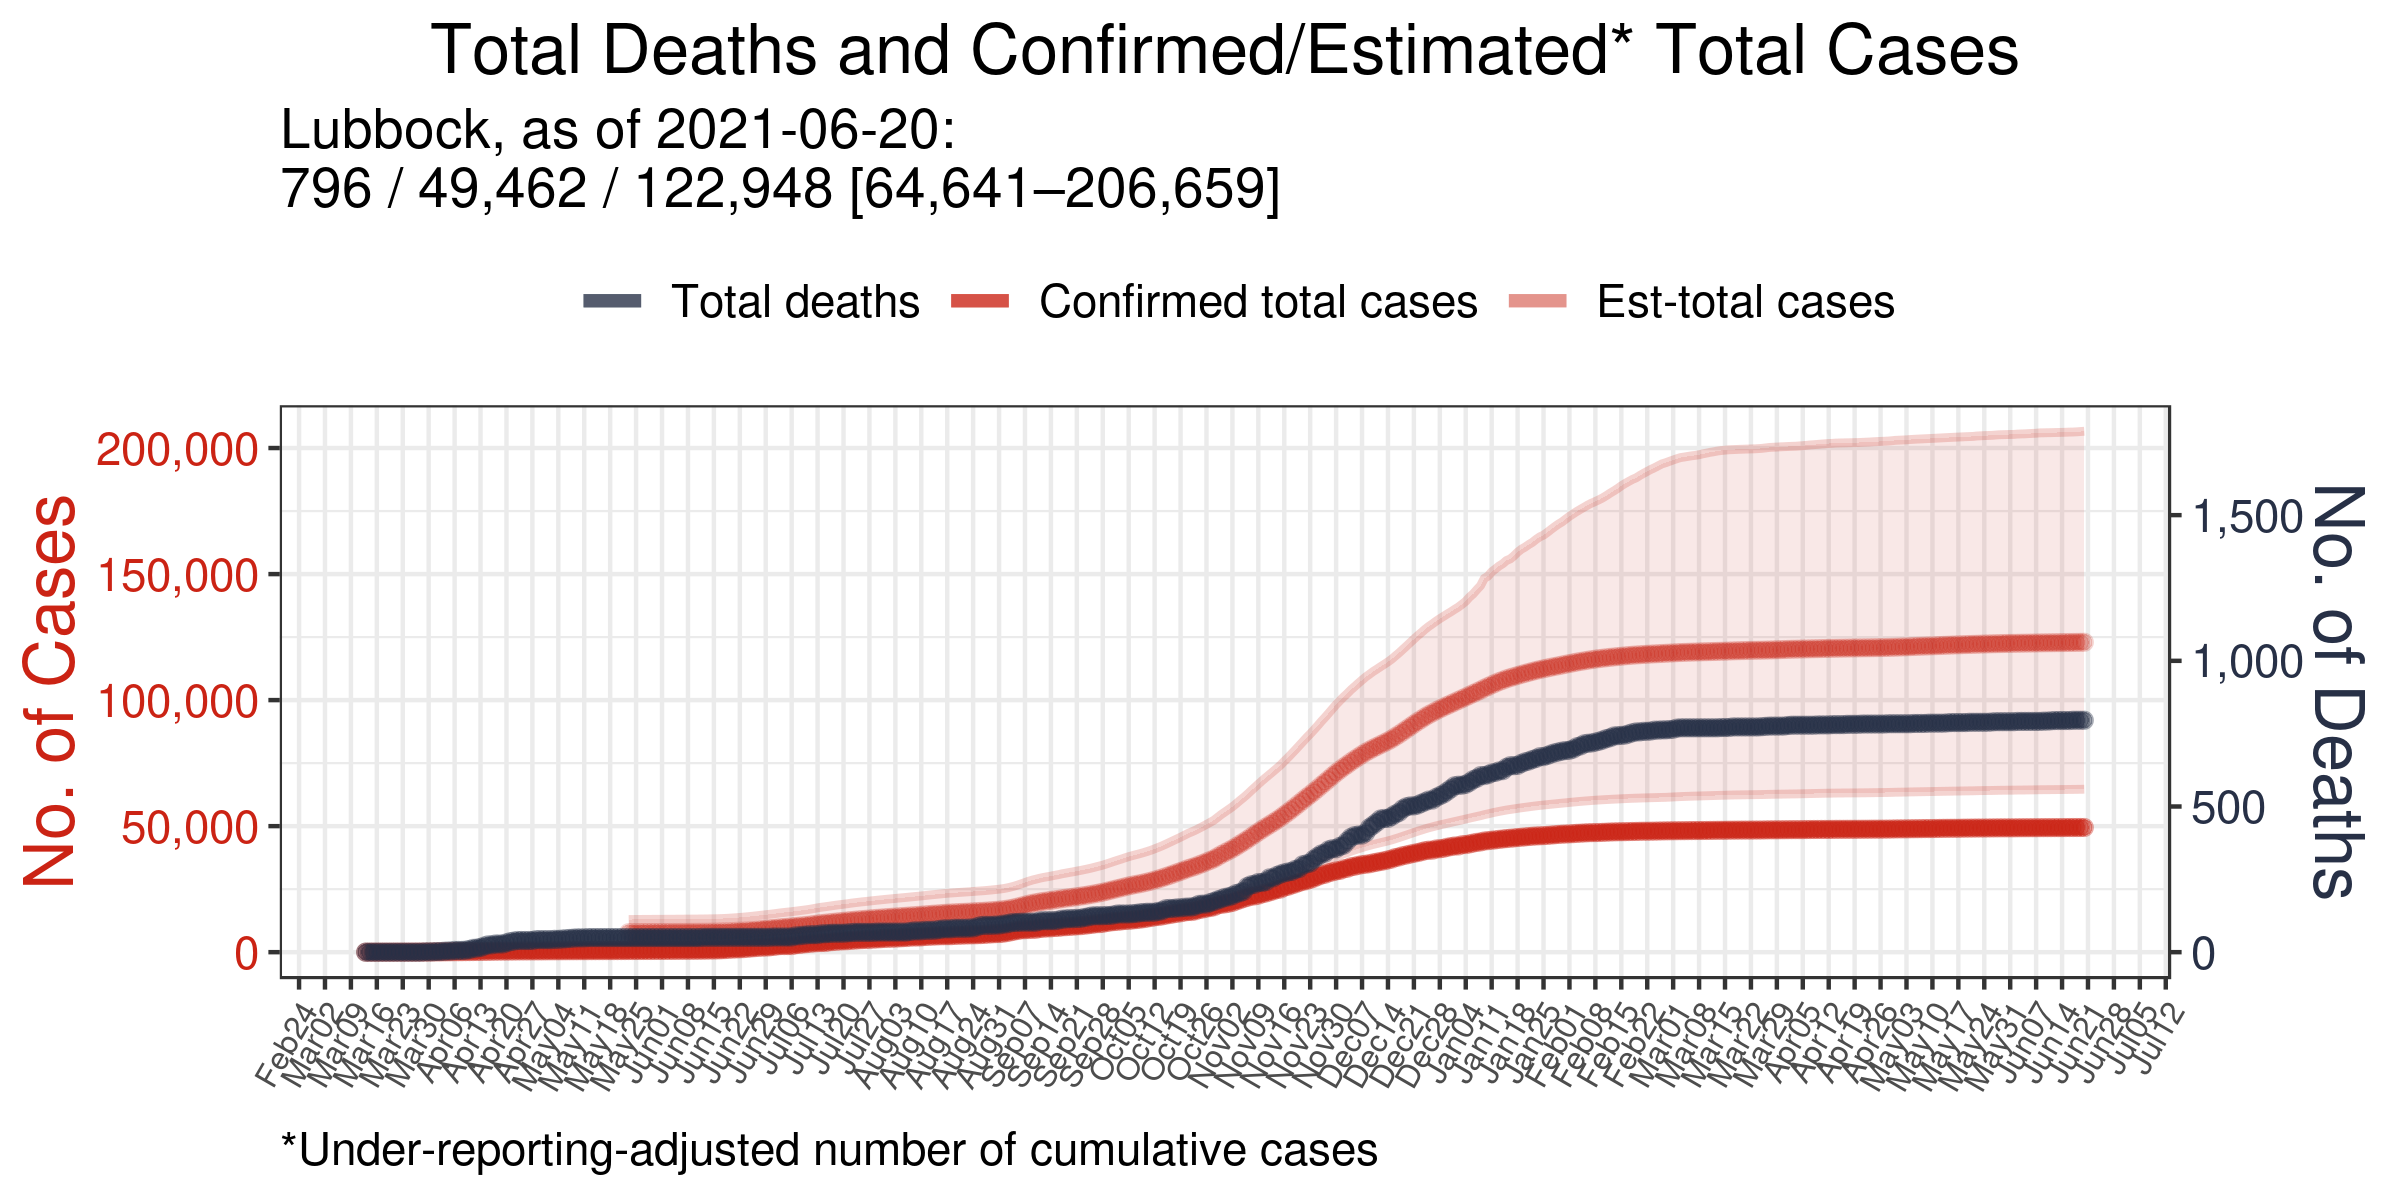 Total Deaths and Confirmed/Estimated* Total Cases
Lubbock, as of 2021-06-20:
796 / 49,462 / 122,948 [64,641–206,659]
Total deaths
Confirmed total cases
Est-total cases
No. of Cases
200,000
150,000
100,000
50,000
0
1,500
1,000
500
0
No. of Deaths
Feb24
Mar02
Mar09
Mar16
Mar23
Mar30
Apr06
Apr13
Apr20
Apr27
May04
May11
May18
May25
Jun01
Jun08
Jun15
Jun22
Jun29
Jul06
Jul13
Jul20
Jul27
Aug03
Aug10
Aug17
Aug24
Aug31
Sep07
Sep14
Sep21
Sep28
Oct05
Oct12
Oct19
Oct26
Nov02
Nov09
Nov16
Nov23
Nov30
Dec07
Dec14
Dec21
Dec28
Jan04
Jan11
Jan18
Jan25
Feb01
Feb08
Feb15
Feb22
Mar01
Mar08
Mar15
Mar22
Mar29
Apr05
Apr12
Apr19
Apr26
May03
May10
May17
May24
May31
Jun07
Jun14
Jun21
Jun28
Jul05
Jul12
*Under-reporting-adjusted number of cumulative cases